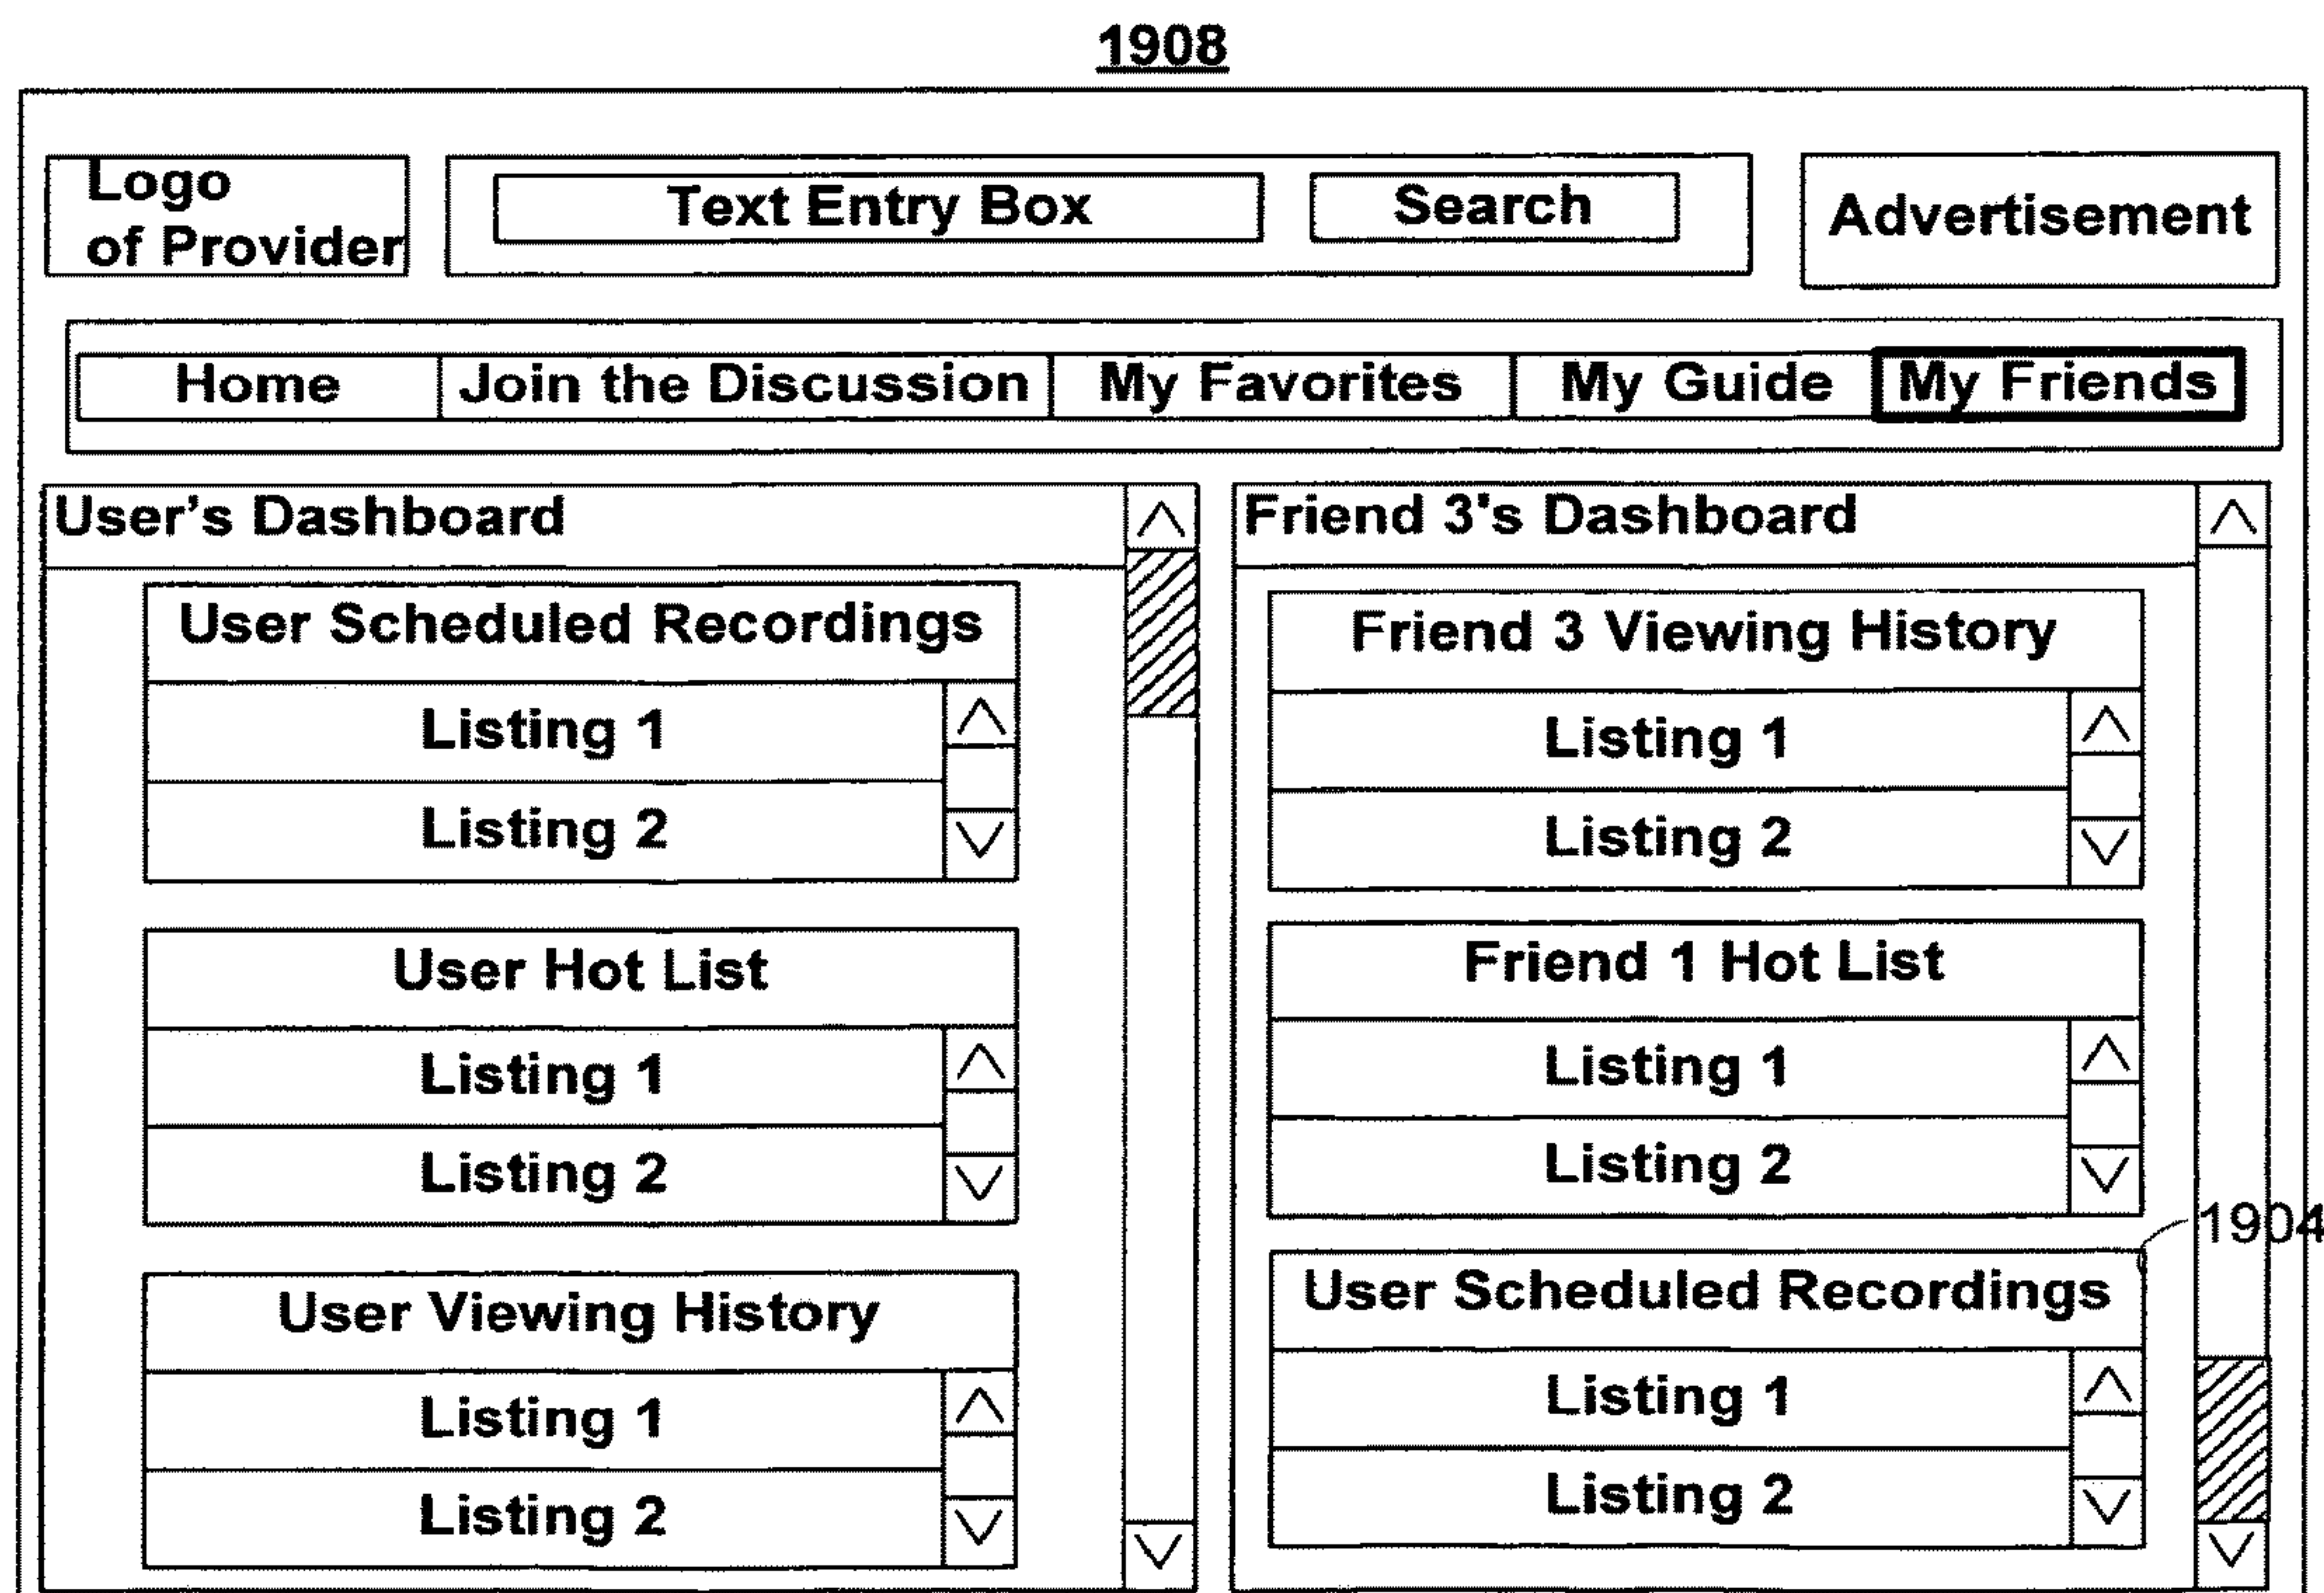 1908
Logo
of Provider
Text Entry Box
Search
Advertisement
Home
Join the Discussion
My Favorites
My Guide
My Friends
User’s Dashboard
User Scheduled Recordings
Listing 1
Listing 2
User Hot List
Listing 1
Listing 2
User Viewing History
Listing 1
Listing 2
Friend 3's Dashboard
Friend 3 Viewing History
Listing 1
Listing 2
Friend 1 Hot List
Listing 1
Listing 2
1904
User Scheduled Recordings
Listing 1
Listing 2